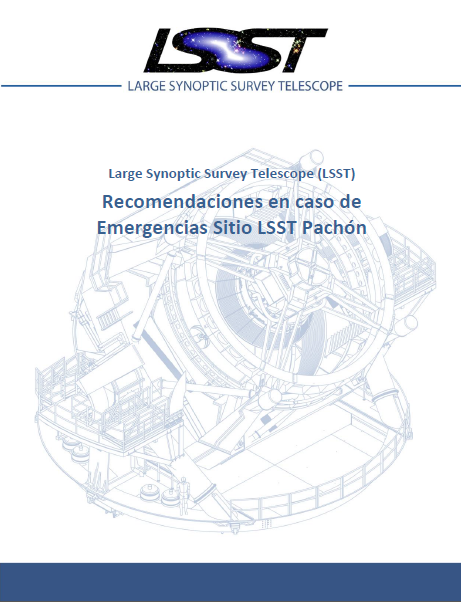 LSST
LARGE SYNOPTIC SURVEY TELESCOPE
Large Synoptic Survey Telescope (LSST)
Recomendaciones en caso de
Emergencias Sitio LSST Pachón